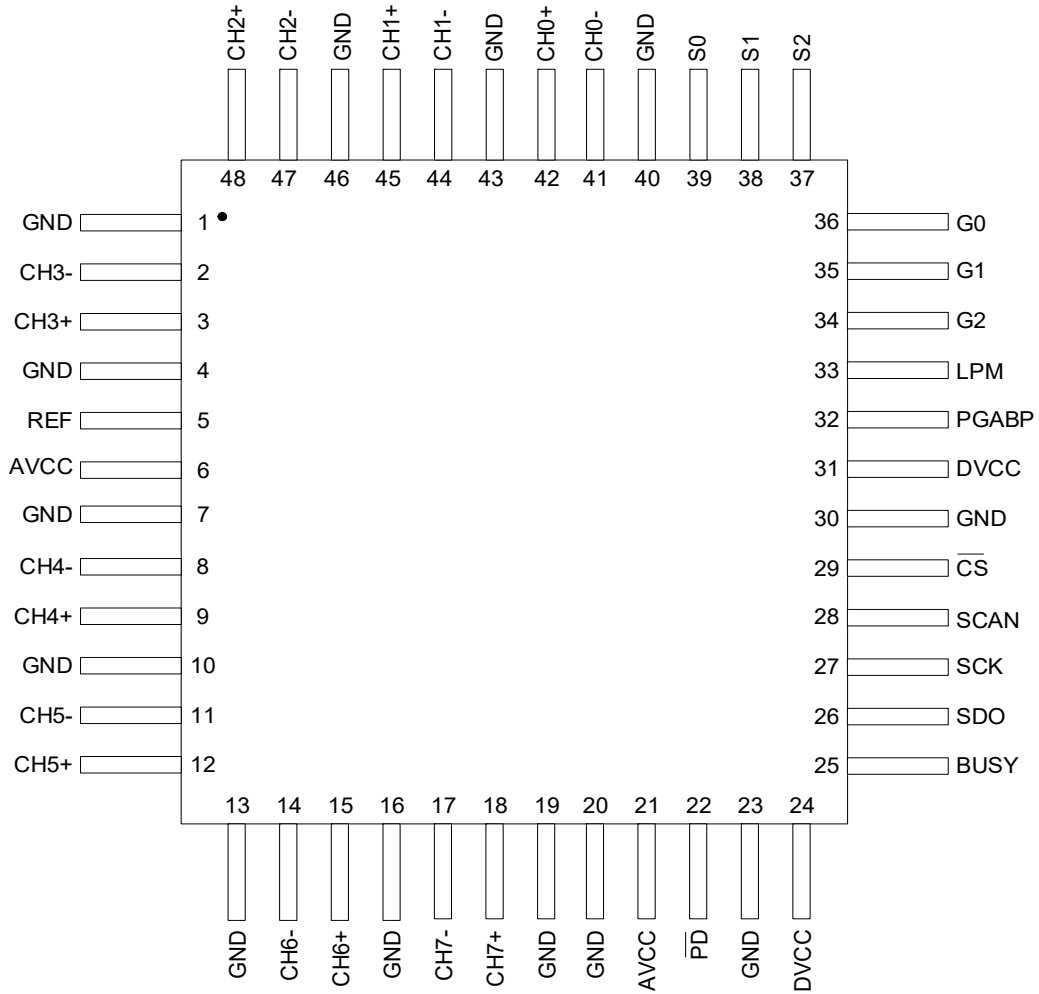 CH2+ CH2- GND CH1+ CH1- GND CH0+ CH0- GND S0 S1 S2
48 47 46 45 44 43 42 41 40 39 38 37
GND 1 36 G0
CH3- 2 35 G1
CH3+ 3 34 G2
GND 4 33 LPM
REF 5 32 PGABP
AVCC 6 31 DVCC
GND 7 30 GND
CH4- 8 29 C̅S̅
CH4+ 9 28 SCAN
GND 10 27 SCK
CH5- 11 26 SDO
CH5+ 12 25 BUSY
13 14 15 16 17 18 19 20 21 22 23 24
GND CH6- CH6+ GND CH7- CH7+ GND GND AVCC P̅D̅ GND DVCC